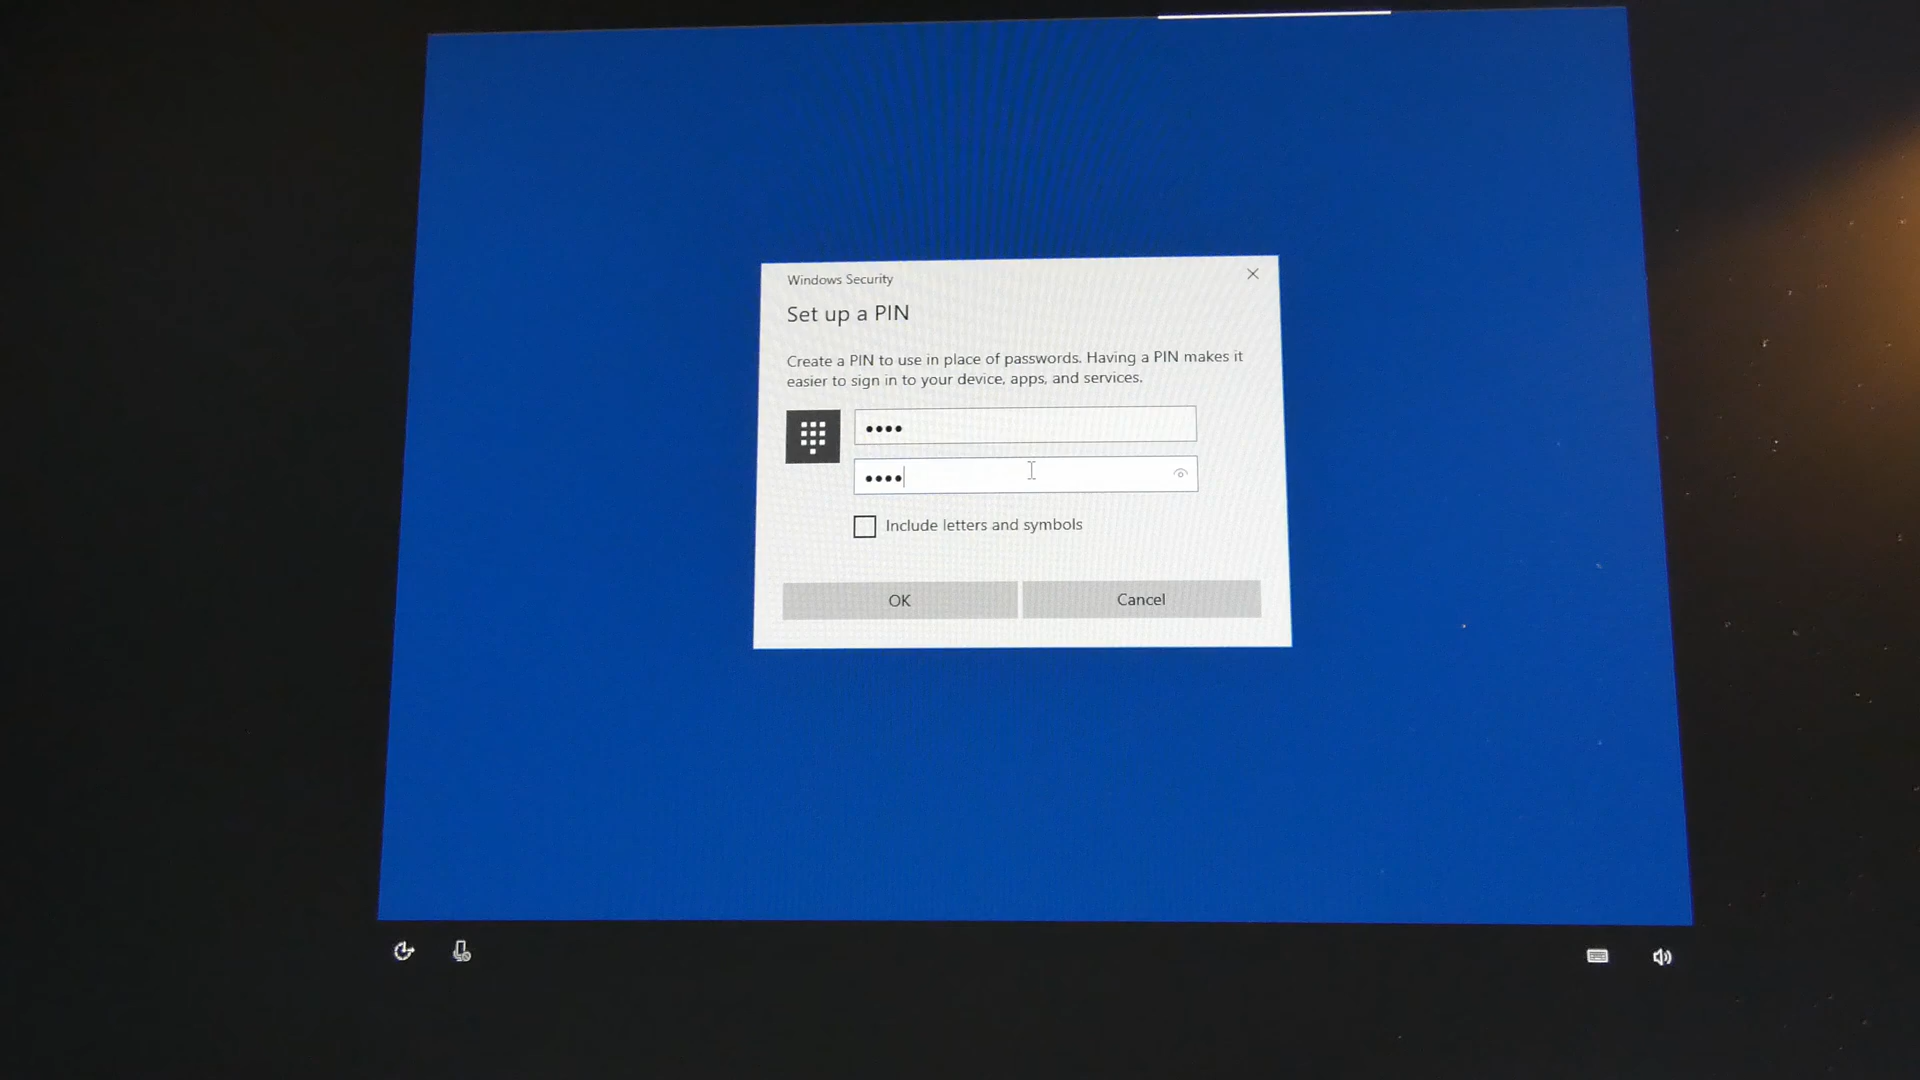 Windows Security
Set up a PIN
Create a PIN to use in place of passwords. Having a PIN makes it
easier to sign in to your device, apps, and services.
••••
••••
Include letters and symbols
OK
Cancel